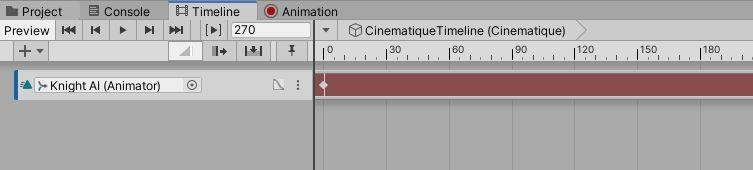 Project Console Timeline Animation
Preview 270 CinematiqueTimeline (Cinematique)
0 30 60 90 120 150 180
Knight AI (Animator)